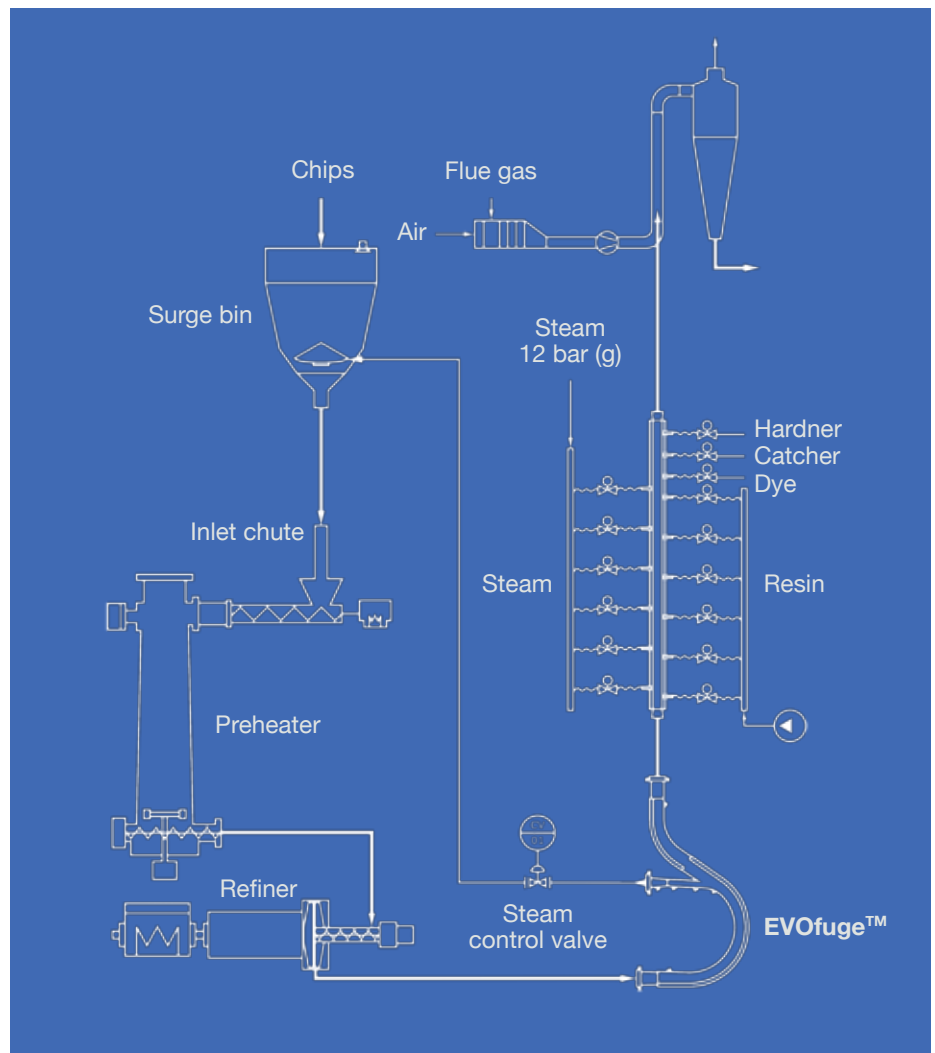 Chips
Flue gas
Air
Surge bin
Steam
12 bar (g)
Hardner
Catcher
Dye
Inlet chute
Steam
Resin
Preheater
Refiner
Steam
control valve
EVOfuge™